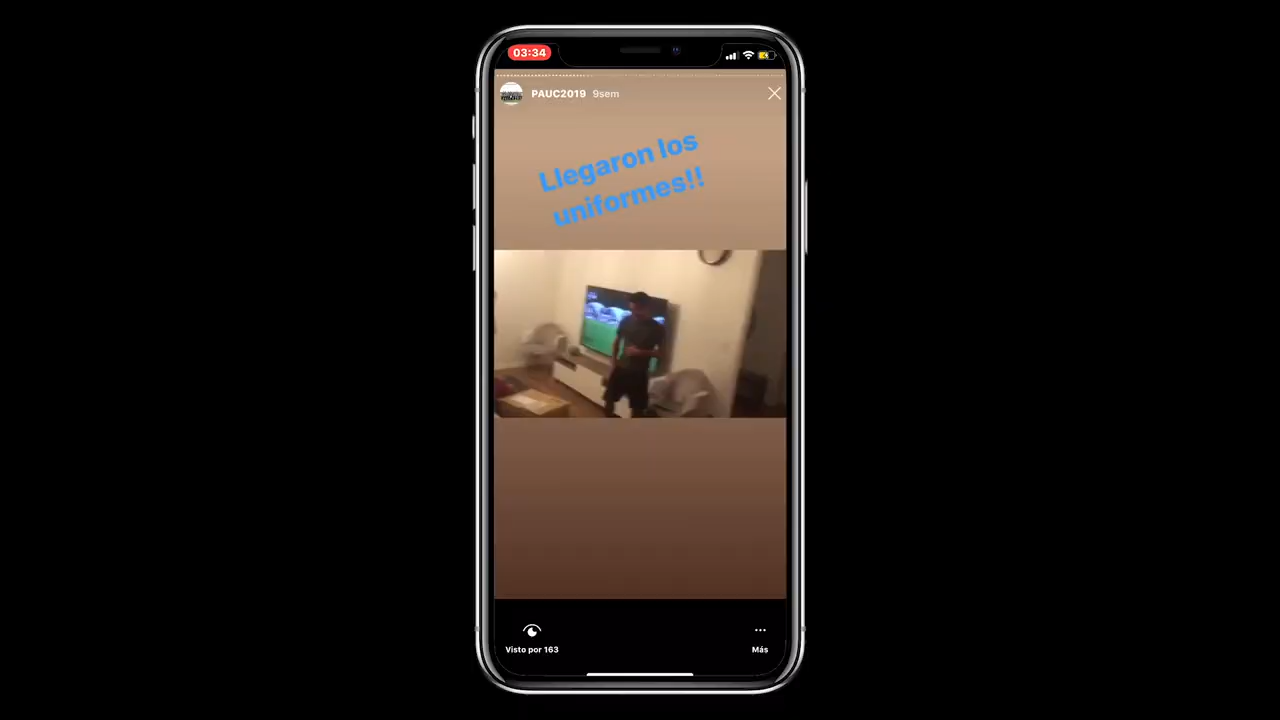 03:34
PAUC2019 9sem
Llegaron los
uniformes!!
Visto por 163
Más